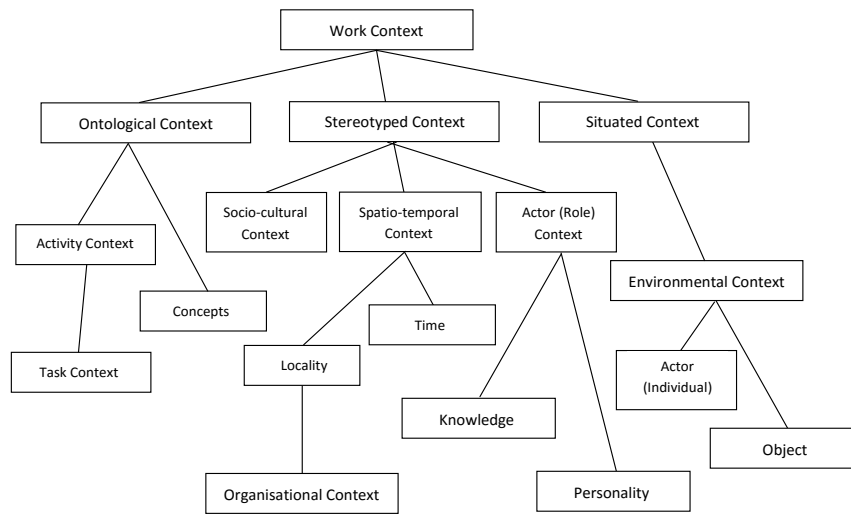 Work Context
Ontological Context
Stereotyped Context
Situated Context
Socio-cultural
Context
Spatio-temporal
Context
Actor (Role)
Context
Activity Context
Environmental Context
Concepts
Time
Task Context
Locality
Actor
(Individual)
Knowledge
Object
Organisational Context
Personality